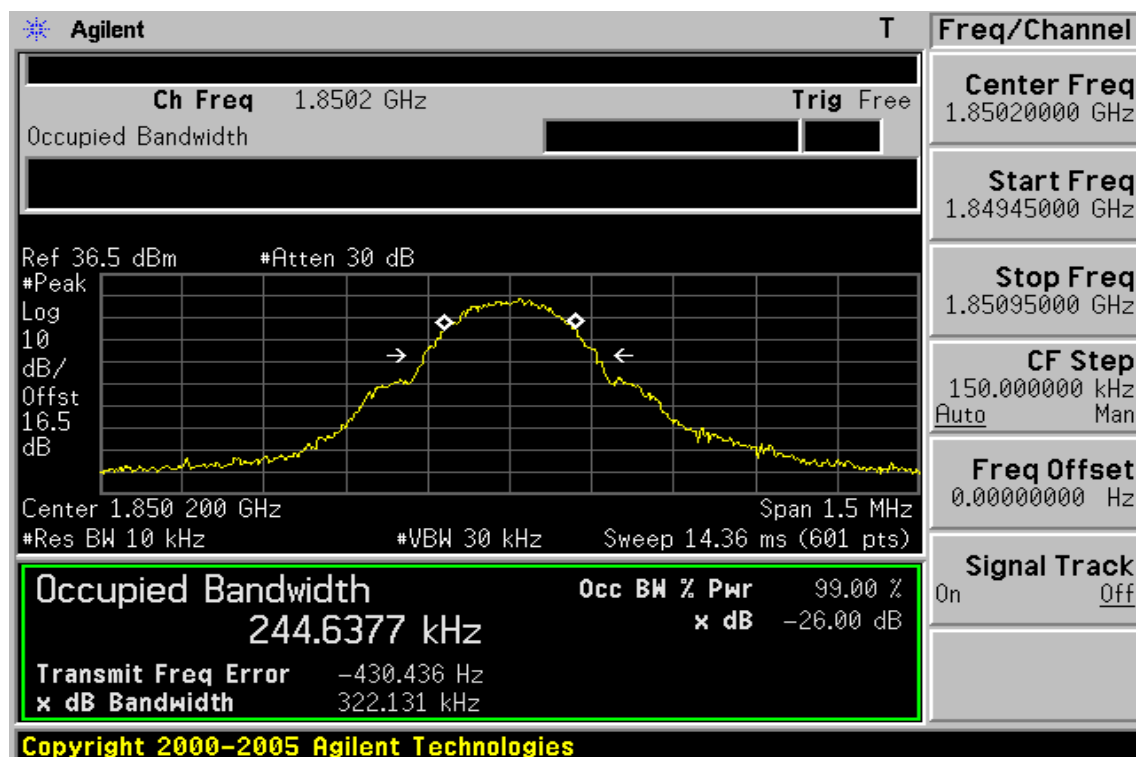 Agilent T
Ch Freq 1.8502 GHz Trig Free
Occupied Bandwidth
Ref 36.5 dBm #Atten 30 dB
#Peak
Log
10
dB/
Offst
16.5
dB
Center 1.850 200 GHz Span 1.5 MHz
#Res BW 10 kHz #VBW 30 kHz Sweep 14.36 ms (601 pts)
Occupied Bandwidth Occ BW % Pwr 99.00 %
244.6377 kHz x dB -26.00 dB
Transmit Freq Error -430.436 Hz
x dB Bandwidth 322.131 kHz
Copyright 2000-2005 Agilent Technologies
Freq/Channel
Center Freq
1.85020000 GHz
Start Freq
1.84945000 GHz
Stop Freq
1.85095000 GHz
CF Step
150.000000 kHz
Auto Man
Freq Offset
0.00000000 Hz
Signal Track
On Off